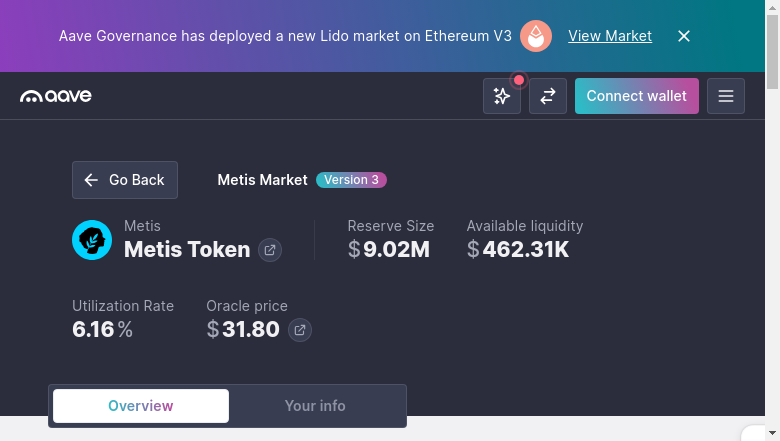 Aave Governance has deployed a new Lido market on Ethereum V3 View Market
aave Connect wallet
Go Back Metis Market Version 3
Metis Reserve Size Available liquidity
Metis Token $9.02M $462.31K
Utilization Rate Oracle price
6.16% $31.80
Overview Your info